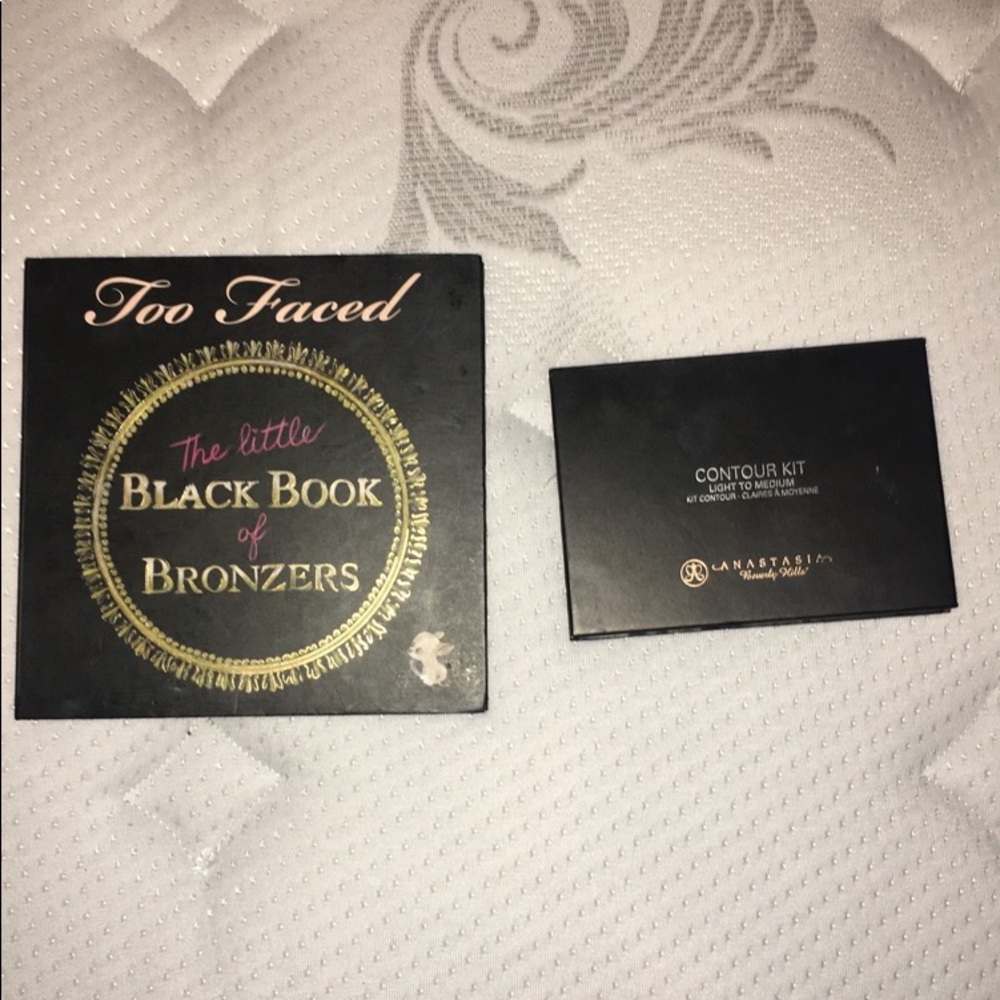 Too Faced
The little
BLACK BOOK
of
BRONZERS
CONTOUR KIT
LIGHT TO MEDIUM
KIT CONTOUR - CLAIRES À MOYENNE
ANASTASIA
Beverly Hills